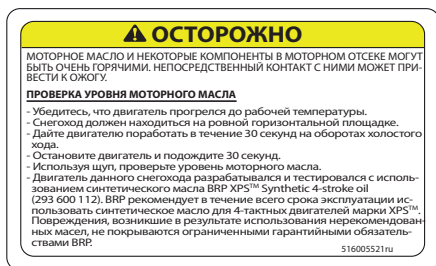 ОСТОРОЖНО
МОТОРНОЕ МАСЛО И НЕКОТОРЫЕ КОМПОНЕНТЫ В МОТОРНОМ ОТСЕКЕ МОГУТ
БЫТЬ ОЧЕНЬ ГОРЯЧИМИ. НЕПОСРЕДСТВЕННЫЙ КОНТАКТ С НИМИ МОЖЕТ ПРИ-
ВЕСТИ К ОЖОГУ.
ПРОВЕРКА УРОВНЯ МОТОРНОГО МАСЛА
- Убедитесь, что двигатель прогрелся до рабочей температуры.
- Снегоход должен находиться на ровной горизонтальной площадке.
- Дайте двигателю поработать в течение 30 секунд на оборотах холостого
хода.
- Остановите двигатель и подождите 30 секунд.
- Используя щуп, проверьте уровень моторного масла.
- Двигатель данного снегохода разрабатывался и тестировался с исполь-
зованием синтетического масла BRP XPS™ Synthetic 4-stroke oil
(293 600 112). BRP рекомендует в течение всего срока эксплуатации ис-
пользовать синтетическое масло для 4-тактных двигателей марки XPS™.
Повреждения, возникшие в результате использования нерекомендован-
ных масел, не покрываются ограниченными гарантийными обязатель-
ствами BRP.
516005521ru